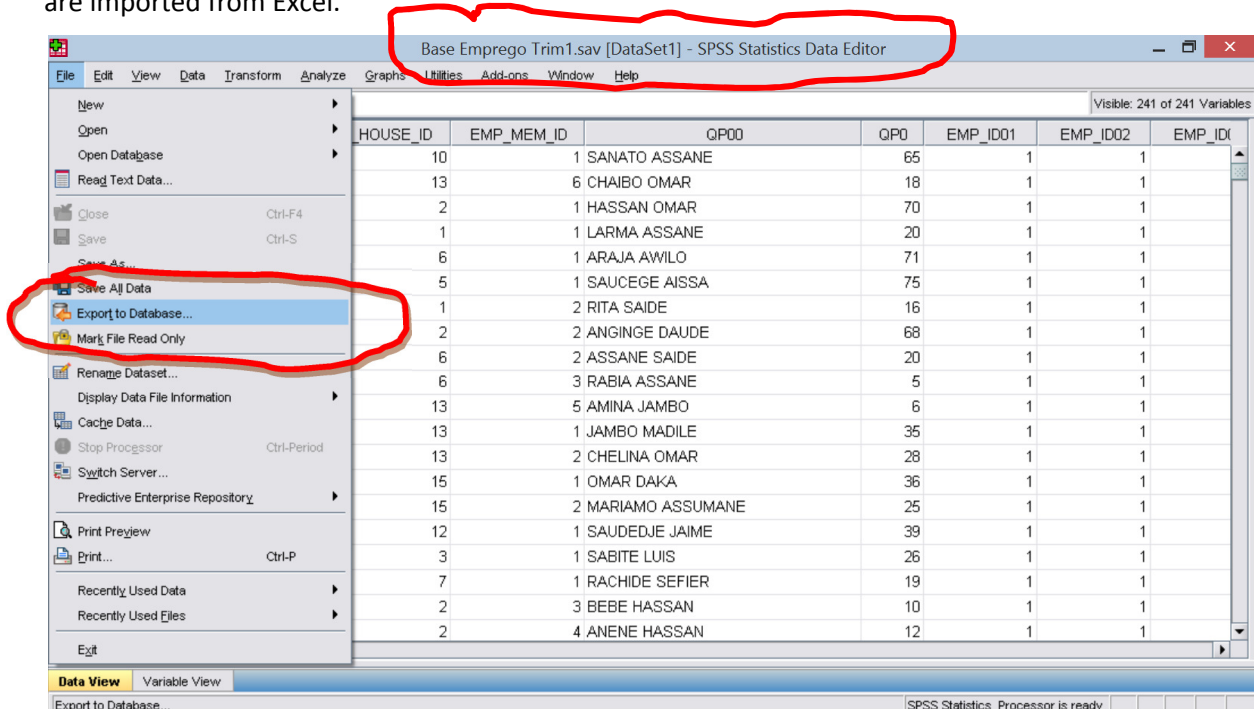 are imported from Excel.
Base Emprego Trim1.sav [DataSet1] - SPSS Statistics Data Editor
File Edit View Data Transform Analyze Graphs Utilities Add-ons Window Help
New
Visible: 241 of 241 Variables
Open
_HOUSE_ID EMP_MEM_ID QP00 QP0 EMP_ID01 EMP_ID02 EMP_ID(
Open Database
10 1 SANATO ASSANE 65 1 1
Read Text Data...
13 6 CHAIBO OMAR 18 1 1
Close Ctrl-F4
2 1 HASSAN OMAR 70 1 1
Save Ctrl-S
1 1 LARMA ASSANE 20 1 1
Save As...
6 1 ARAJA AWILO 71 1 1
Save All Data
5 1 SAUCEGE AISSA 75 1 1
Export to Database...
1 2 RITA SAIDE 16 1 1
Mark File Read Only
2 2 ANGINGE DAUDE 68 1 1
Rename Dataset...
6 2 ASSANE SAIDE 20 1 1
6 3 RABIA ASSANE 5 1 1
Display Data File Information
13 5 AMINA JAMBO 6 1 1
Cache Data...
13 1 JAMBO MADILE 35 1 1
Stop Processor Ctrl-Period
13 2 CHELINA OMAR 28 1 1
Switch Server...
15 1 OMAR DAKA 36 1 1
Predictive Enterprise Repository
15 2 MARIAMO ASSUMANE 25 1 1
Print Preview
12 1 SAUDEDJE JAIME 39 1 1
Print... Ctrl-P
3 1 SABITE LUIS 26 1 1
7 1 RACHIDE SEFIER 19 1 1
Recently Used Data
2 3 BEBE HASSAN 10 1 1
Recently Used Files
2 4 ANENE HASSAN 12 1 1
Exit
Data View Variable View
Export to Database... SPSS Statistics Processor is ready